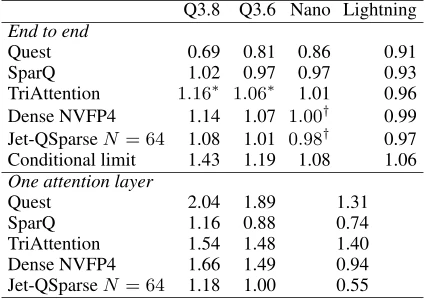 Q3.8 Q3.6 Nano Lightning
End to end
Quest 0.69 0.81 0.86 0.91
SparQ 1.02 0.97 0.97 0.93
TriAttention 1.16* 1.06* 1.01 0.96
Dense NVFP4 1.14 1.07 1.00† 0.99
Jet-QSparse N = 64 1.08 1.01 0.98† 0.97
Conditional limit 1.43 1.19 1.08 1.06
One attention layer
Quest 2.04 1.89 1.31
SparQ 1.16 0.88 0.74
TriAttention 1.54 1.48 1.40
Dense NVFP4 1.66 1.49 0.94
Jet-QSparse N = 64 1.18 1.00 0.55